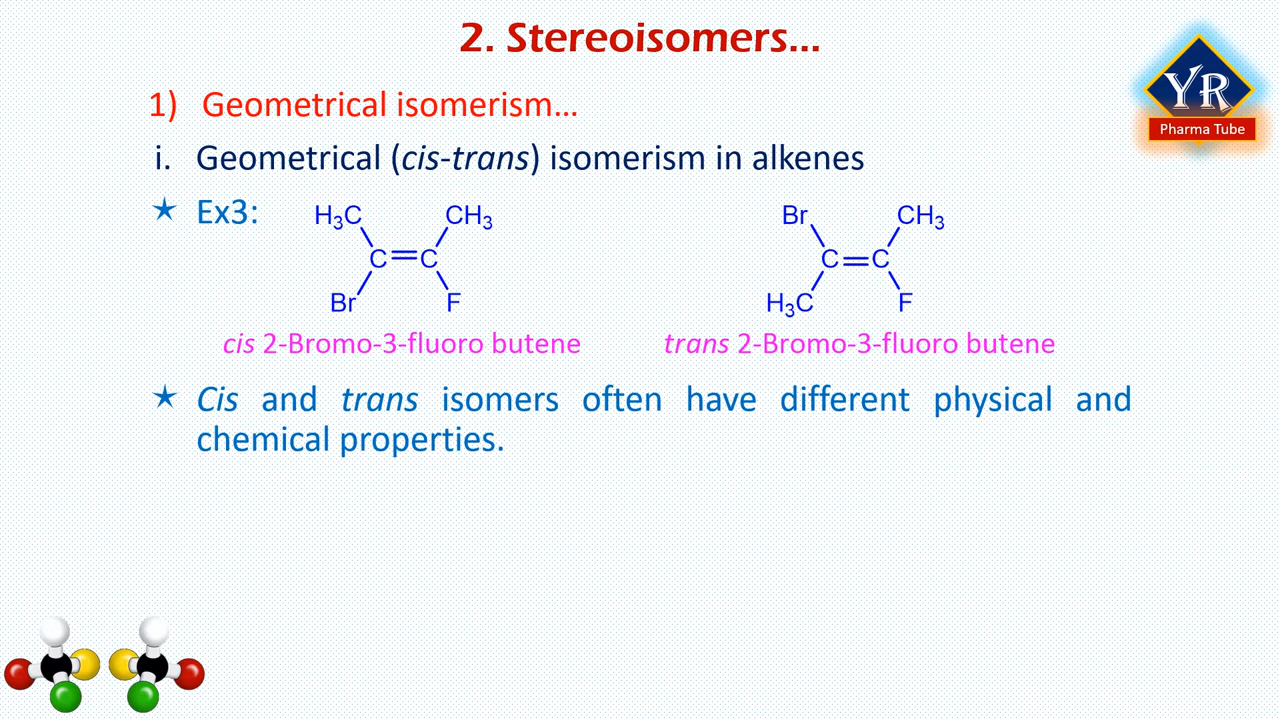 2. Stereoisomers...
YR
Pharma Tube
1) Geometrical isomerism...
i. Geometrical (cis-trans) isomerism in alkenes
★ Ex3:
H₃C CH₃ Br CH₃
C C C C
Br F H₃C F
cis 2-Bromo-3-fluoro butene trans 2-Bromo-3-fluoro butene
★ Cis and trans isomers often have different physical and
chemical properties.